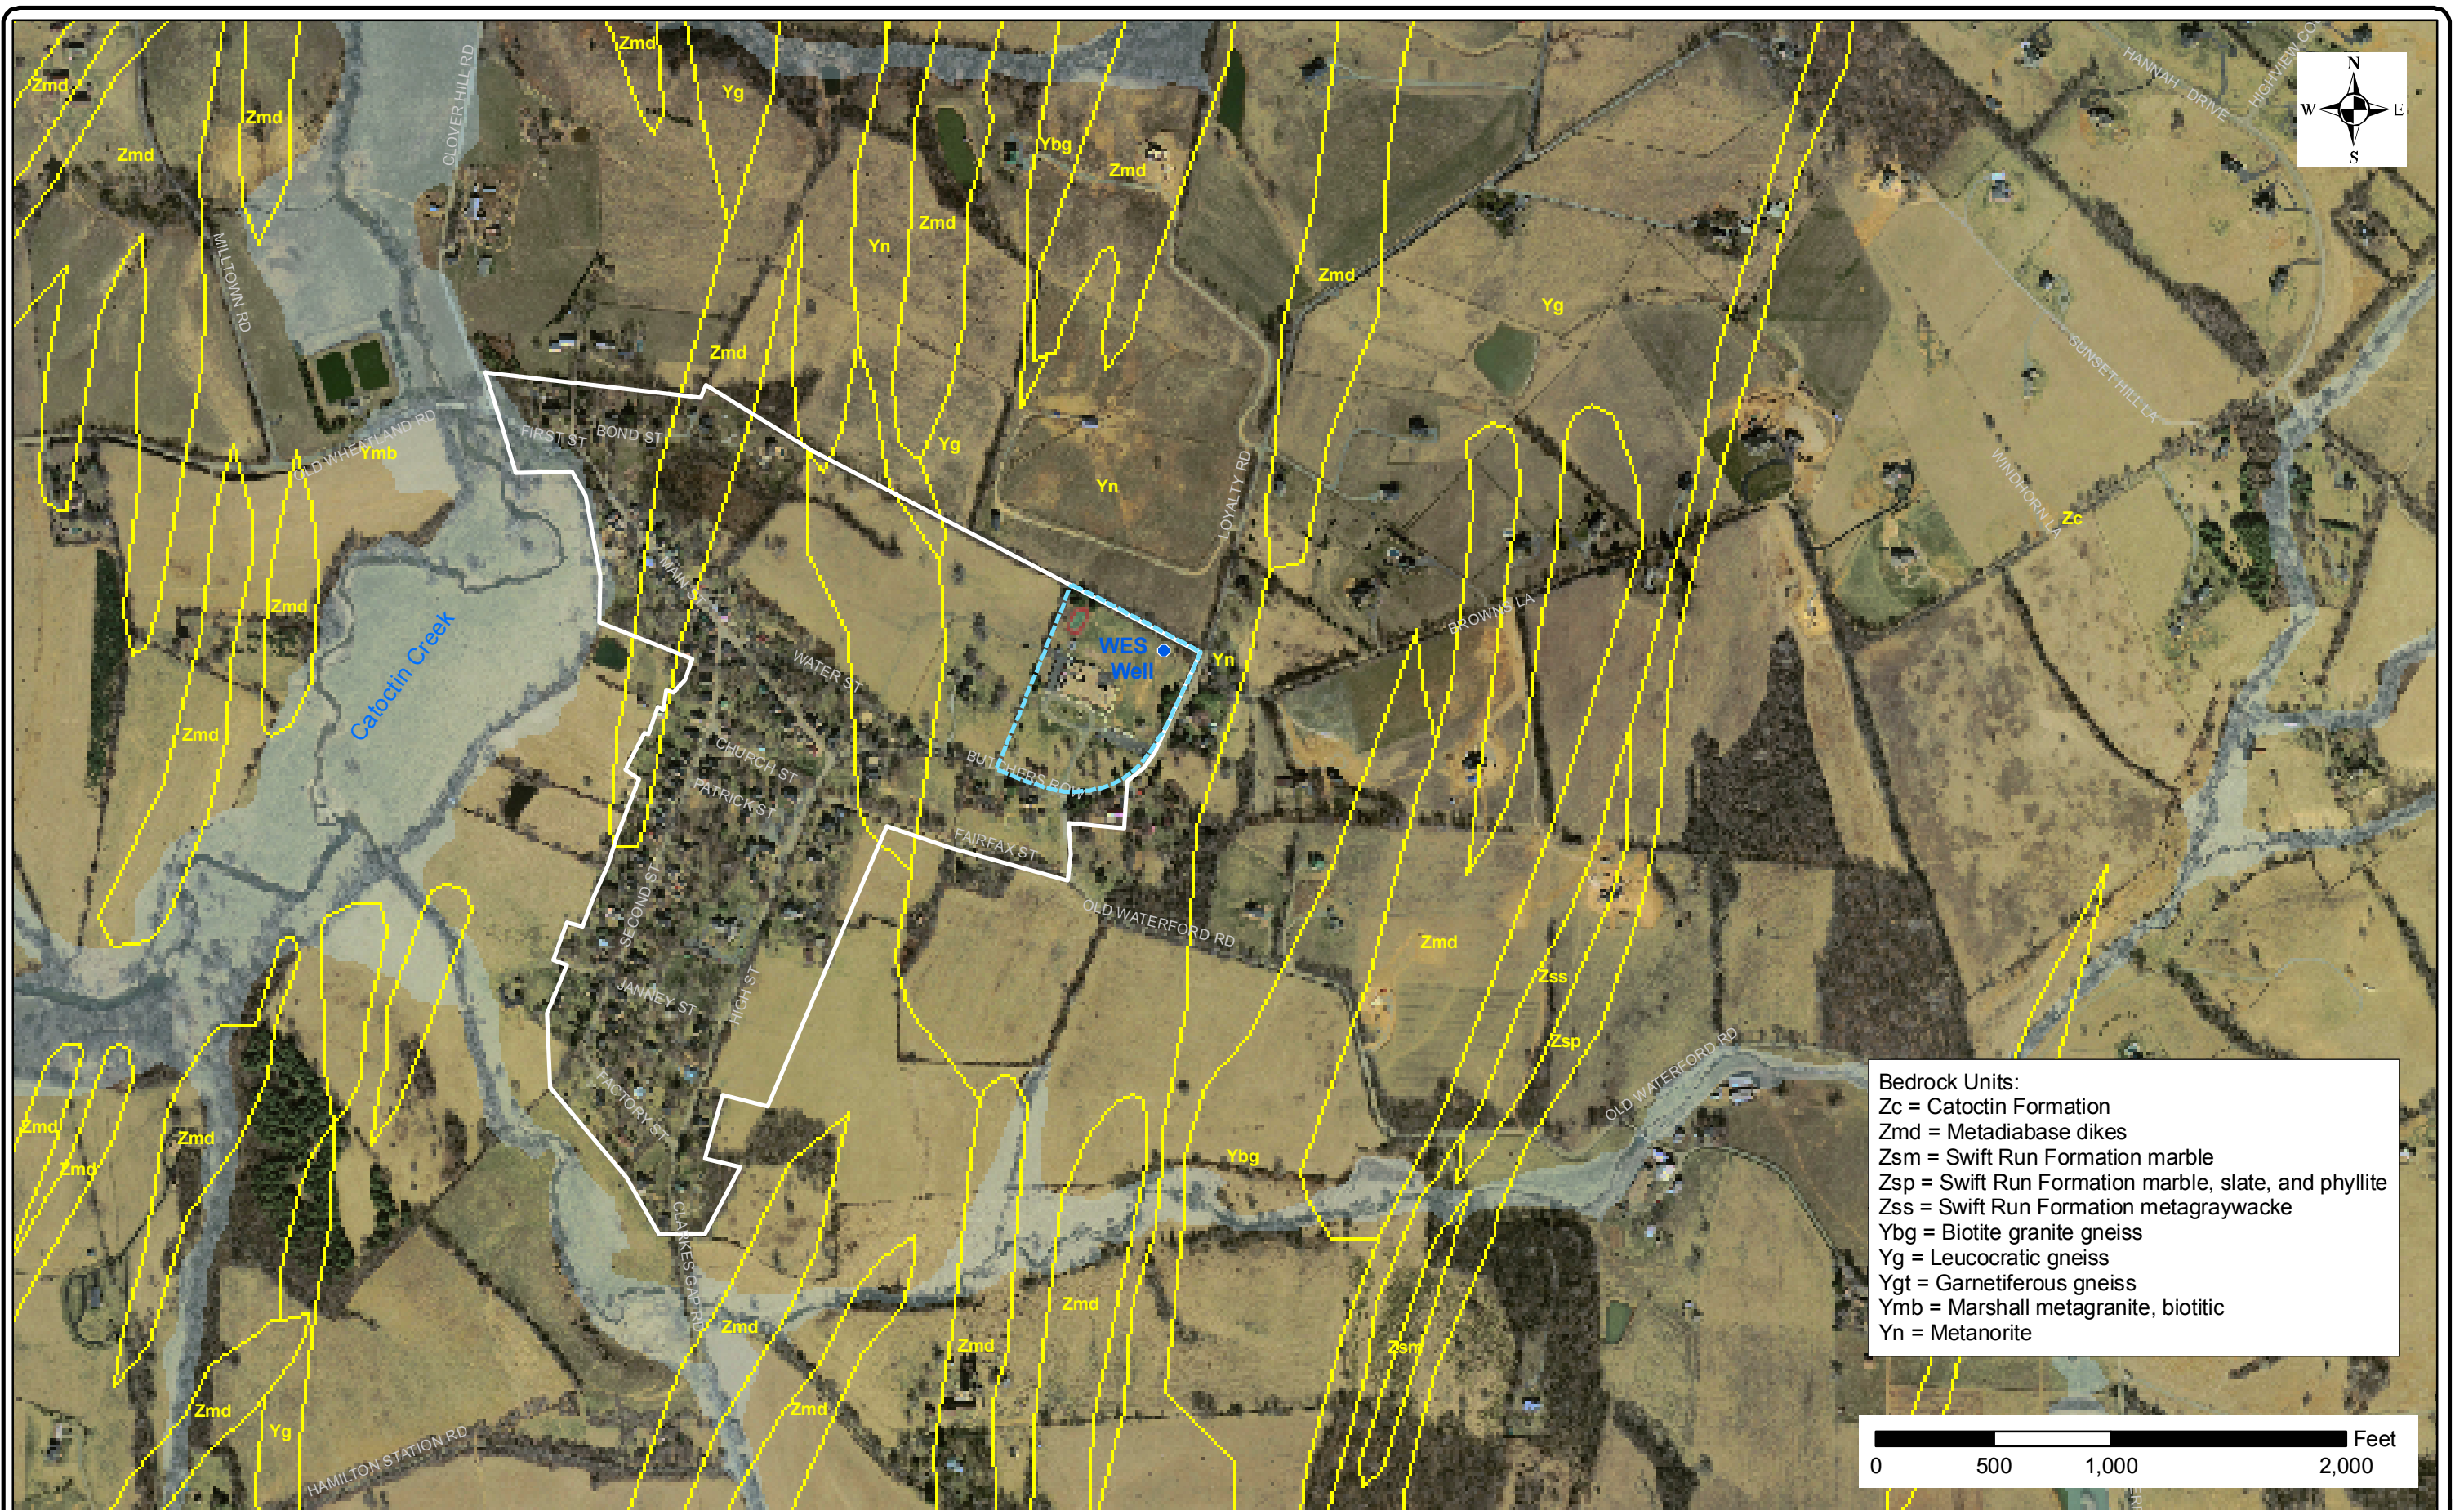 Zmd
Yg
Zmd
Zmd
Zmd
CLOVER HILL RD
HANNAH DRIVE
N
W
E
S
Ybg
Zmd
Zmd
Yn
MILLTOWN RD
Zmd
Yg
SUNSET HILL LA
Zmd
OLD WHEATLAND RD
Ymb
FIRST ST
BOND ST
Yg
Yn
LOYALTY RD
WINDHORN LA
Zc
MAIN ST
Zmd
BROWNS LA
Catoctin Creek
WATER ST
WES
Well
Yn
Zmd
CHURCH ST
PATRICK ST
BUTCHERS ROW
FAIRFAX ST
SECOND ST
OLD WATERFORD RD
Zmd
Zss
JANNEY ST
HIGH ST
Zsp
OLD WATERFORD RD
FACTORY ST
Zmd
Zmd
Zmd
Ybg
CLARKES GAP RD
Zmd
Zmd
Zmd
Zsm
Zmd
Zmd
Yg
HAMILTON STATION RD
Bedrock Units:
Zc = Catoctin Formation
Zmd = Metadiabase dikes
Zsm = Swift Run Formation marble
Zsp = Swift Run Formation marble, slate, and phyllite
Zss = Swift Run Formation metagraywacke
Ybg = Biotite granite gneiss
Yg = Leucocratic gneiss
Ygt = Garnetiferous gneiss
Ymb = Marshall metagranite, biotitic
Yn = Metanorite
Feet
0 500 1,000 2,000